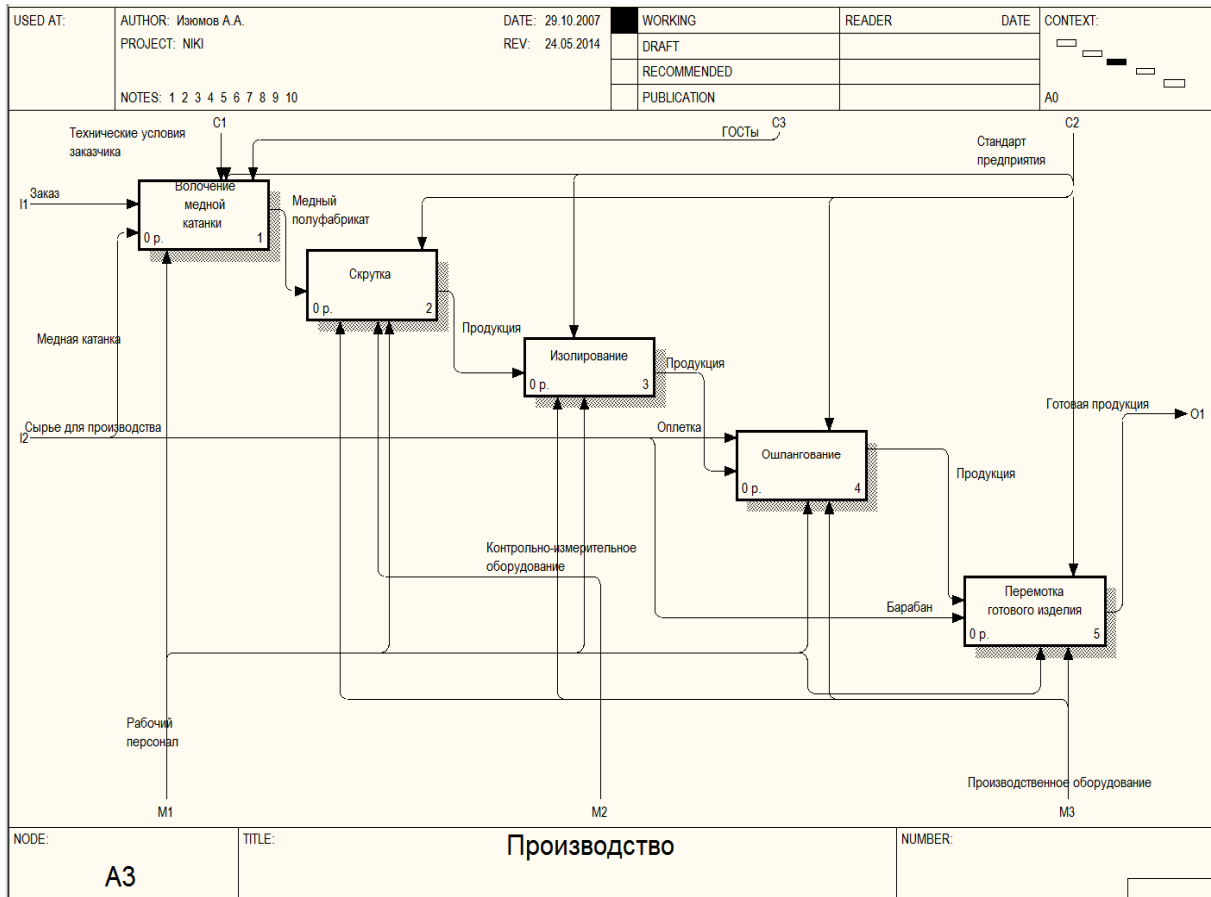 USED AT:
AUTHOR: Изюмов А.А.
DATE: 29.10.2007
WORKING
READER
DATE
CONTEXT:
PROJECT: NIKI
REV: 24.05.2014
DRAFT
RECOMMENDED
NOTES: 1 2 3 4 5 6 7 8 9 10
PUBLICATION
A0
C1
C3
C2
Технические условия
заказчика
ГОСТы
Стандарт
предприятия
I1
Заказ
Волочение
медной
катанки
0 р.
1
Медный
полуфабрикат
Скрутка
0 р.
2
Медная катанка
Продукция
Изолирование
0 р.
3
Продукция
Готовая продукция
O1
I2
Сырье для производства
Оплетка
Ошлангование
0 р.
4
Продукция
Контрольно-измерительное
оборудование
Барабан
Перемотка
готового изделия
0 р.
5
Рабочий
персонал
Производственное оборудование
M1
M2
M3
NODE:
TITLE:
Производство
NUMBER:
A3